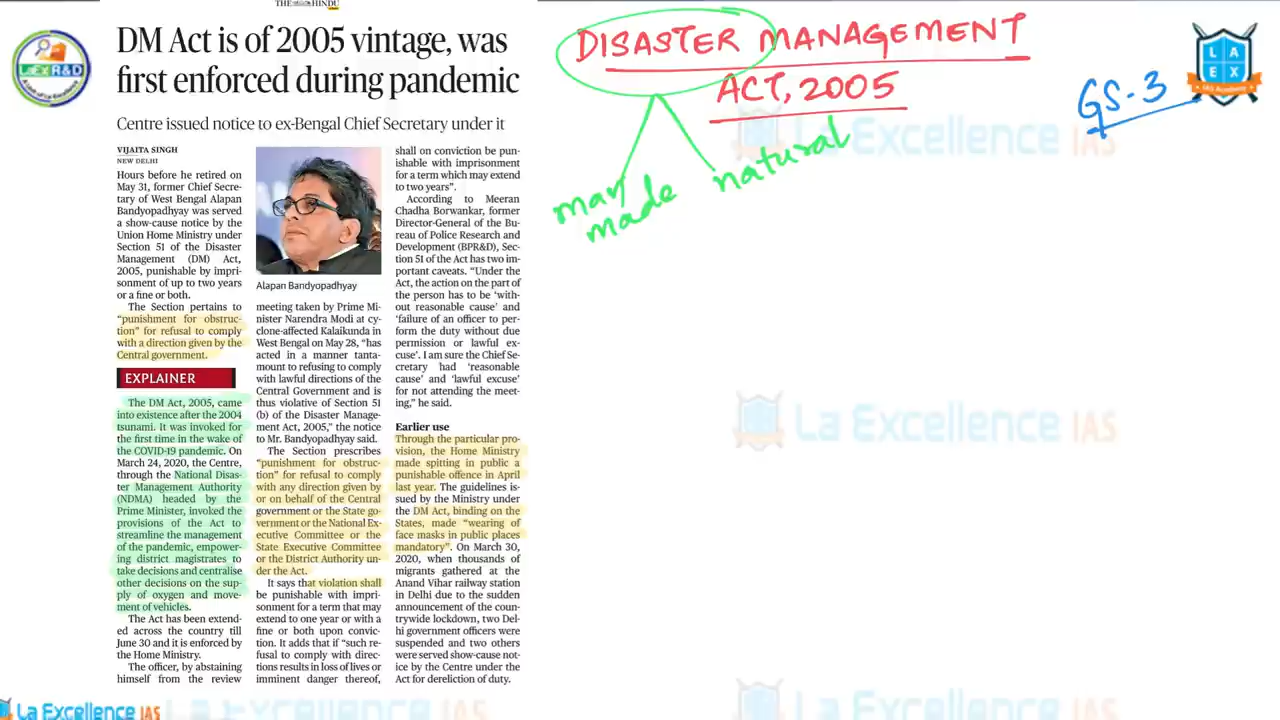 THE HINDU
DM Act is of 2005 vintage, was
first enforced during pandemic
Centre issued notice to ex-Bengal Chief Secretary under it
VIJAITA SINGH
NEW DELHI
Hours before he retired on
May 31, former Chief Secre-
tary of West Bengal Alapan
Bandyopadhyay was served
a show-cause notice by the
Union Home Ministry under
Section 51 of the Disaster
Management (DM) Act,
2005, punishable by impri-
sonment of up to two years
or a fine or both.
The Section pertains to
“punishment for obstruc-
tion” for refusal to comply
with a direction given by the
Central government.
EXPLAINER
The DM Act, 2005, came
into existence after the 2004
tsunami. It was invoked for
the first time in the wake of
the COVID-19 pandemic. On
March 24, 2020, the Centre,
through the National Disas-
ter Management Authority
(NDMA) headed by the
Prime Minister, invoked the
provisions of the Act to
streamline the management
of the pandemic, empower-
ing district magistrates to
take decisions and centralise
other decisions on the sup-
ply of oxygen and move-
ment of vehicles.
The Act has been extend-
ed across the country till
June 30 and it is enforced by
the Home Ministry.
The officer, by abstaining
himself from the review
Alapan Bandyopadhyay
meeting taken by Prime Mi-
nister Narendra Modi at cy-
clone-affected Kalaikunda in
West Bengal on May 28, “has
acted in a manner tanta-
mount to refusing to comply
with lawful directions of the
Central Government and is
thus violative of Section 51
(b) of the Disaster Manage-
ment Act, 2005,” the notice
to Mr. Bandyopadhyay said.
The Section prescribes
“punishment for obstruc-
tion” for refusal to comply
with any direction given by
or on behalf of the Central
government or the State go-
vernment or the National Ex-
ecutive Committee or the
State Executive Committee
or the District Authority un-
der the Act.
It says that violation shall
be punishable with impri-
sonment for a term that may
extend to one year or with a
fine or both upon convic-
tion. It adds that if “such re-
fusal to comply with direc-
tions results in loss of lives or
imminent danger thereof,
shall on conviction be pun-
ishable with imprisonment
for a term which may extend
to two years”.
According to Meeran
Chadha Borwankar, former
Director-General of the Bu-
reau of Police Research and
Development (BPR&D), Sec-
tion 51 of the Act has two im-
portant caveats. “Under the
Act, the action on the part of
the person has to be ‘with-
out reasonable cause’ and
‘failure of an officer to per-
form the duty without due
permission or lawful ex-
cuse’. I am sure the Chief Se-
cretary had ‘reasonable
cause’ and ‘lawful excuse’
for not attending the meet-
ing,” he said.
Earlier use
Through the particular pro-
vision, the Home Ministry
made spitting in public a
punishable offence in April
last year. The guidelines is-
sued by the Ministry under
the DM Act, binding on the
States, made “wearing of
face masks in public places
mandatory”. On March 30,
2020, when thousands of
migrants gathered at the
Anand Vihar railway station
in Delhi due to the sudden
announcement of the coun-
trywide lockdown, two Del-
hi government officers were
suspended and two others
were served show-cause not-
ice by the Centre under the
Act for dereliction of duty.
DISASTER MANAGEMENT
ACT, 2005
man
made
natural
GS-3
LA
EX
IAS Academy
LaEx R&D
La Excellence IAS
La Excellence IAS
La Excellence IAS
La Excellence IAS
La Excellence IAS